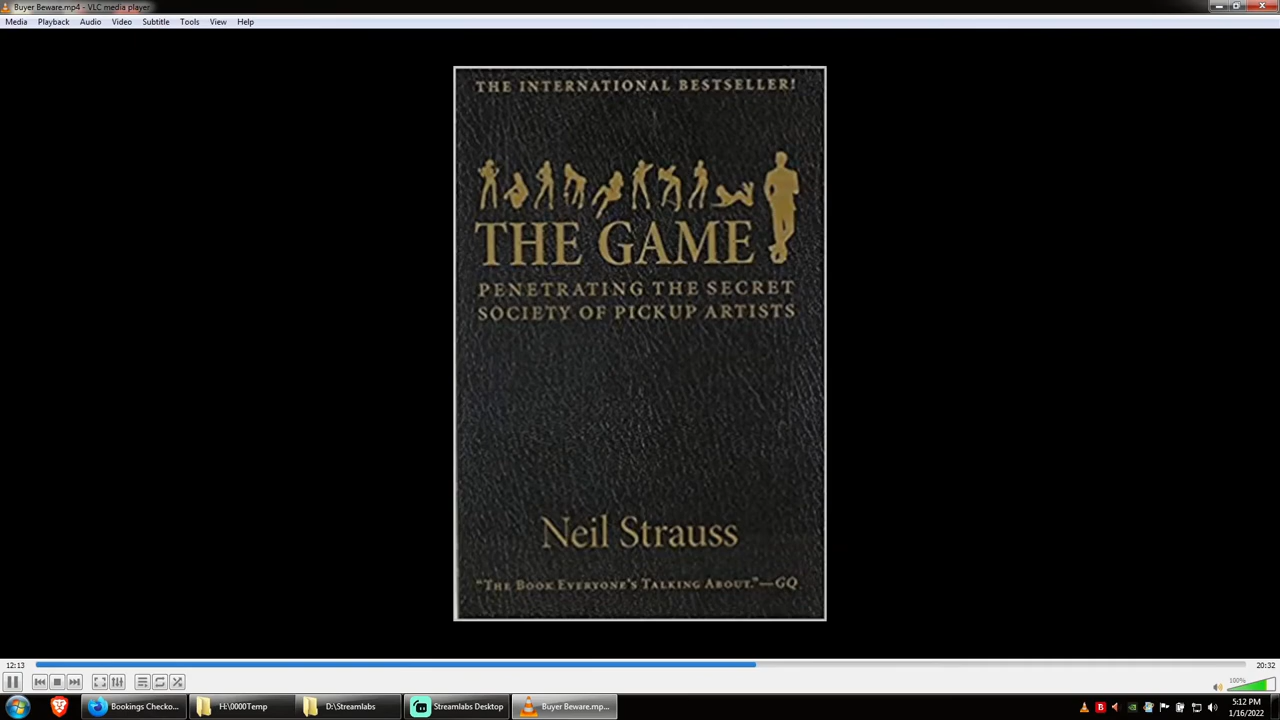 Buyer Beware.mp4 - VLC media player
Media Playback Audio Video Subtitle Tools View Help
THE INTERNATIONAL BESTSELLER!
THE GAME
PENETRATING THE SECRET
SOCIETY OF PICKUP ARTISTS
Neil Strauss
"THE BOOK EVERYONE'S TALKING ABOUT."—GQ
12:13
20:32
100%
Bookings Checko...
H:\0000Temp
D:\Streamlabs
Streamlabs Desktop
Buyer Beware.mp...
5:12 PM
1/16/2022